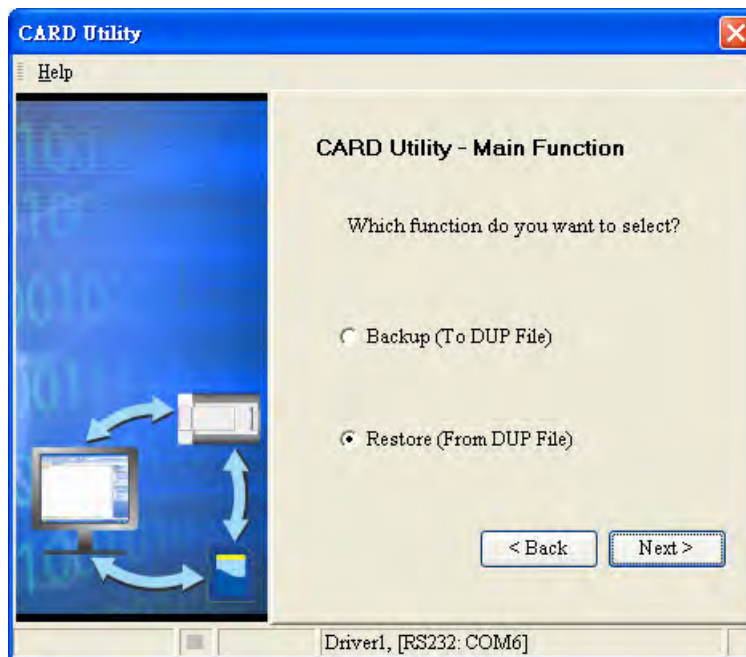 CARD Utility
Help
CARD Utility - Main Function
Which function do you want to select?
Backup (To DUP File)
Restore (From DUP File)
< Back
Next >
Driver1, [RS232: COM6]